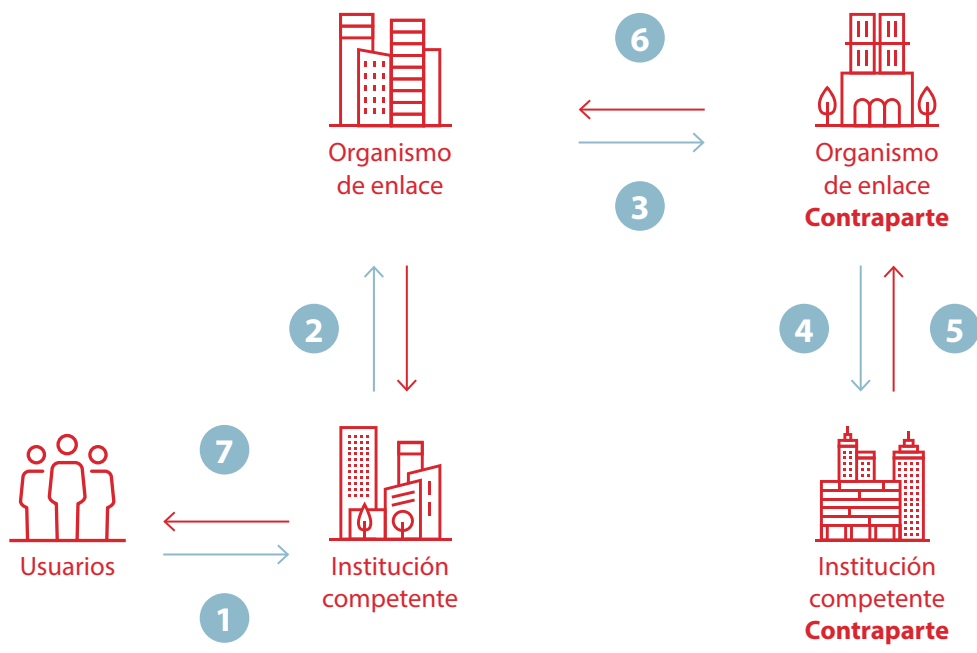 6
Organismo
de enlace
Organismo
de enlace
Contraparte
3
2
4
5
7
Usuarios
Institución
competente
1
Institución
competente
Contraparte